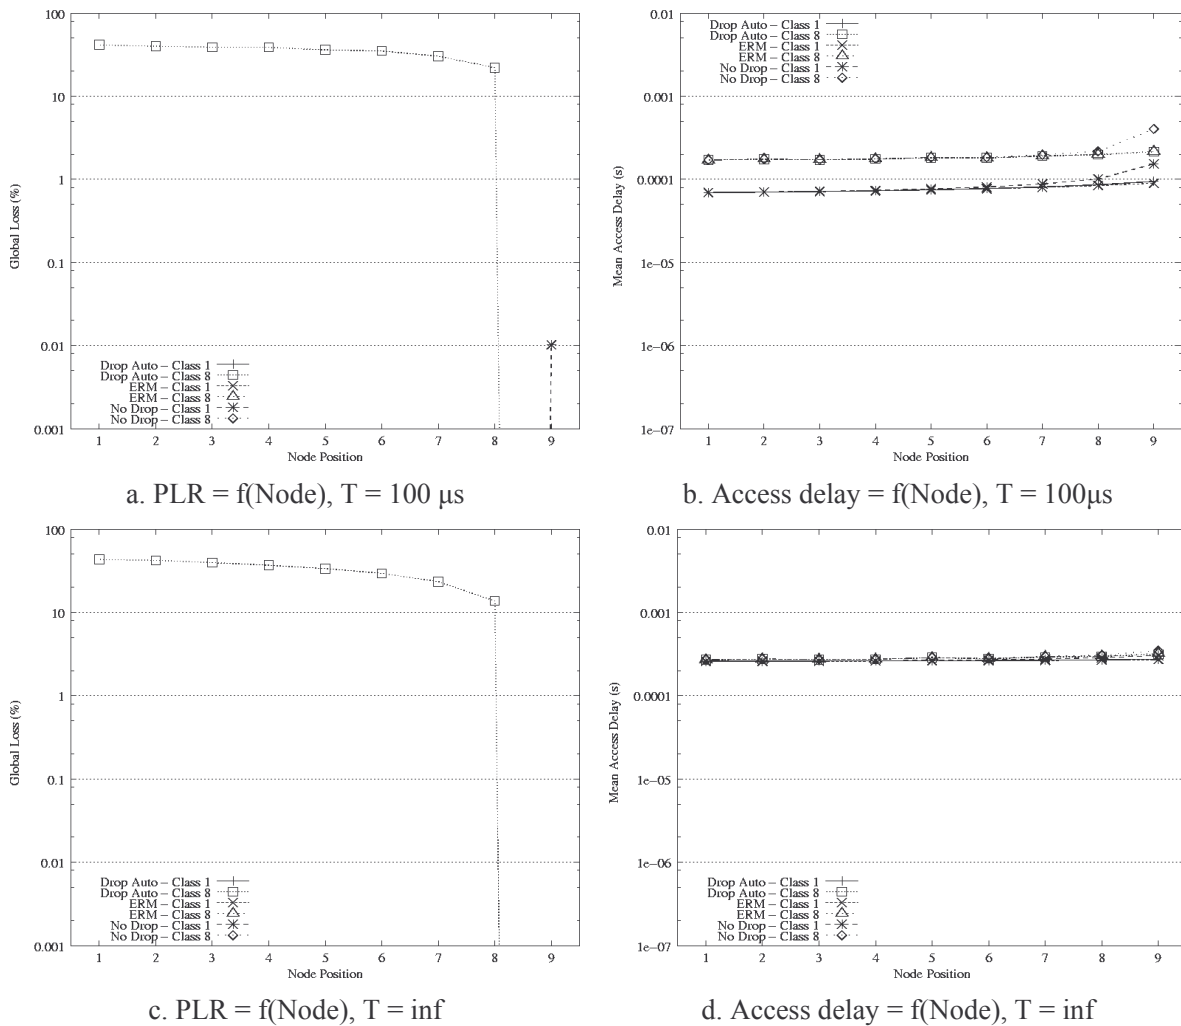 100
10
1
0.1
0.01
0.001
Global Loss (%)
Drop Auto – Class 1
Drop Auto – Class 8
ERM – Class 1
ERM – Class 8
No Drop – Class 1
No Drop – Class 8
1 2 3 4 5 6 7 8 9
Node Position
a. PLR = f(Node), T = 100 μs
0.01
0.001
0.0001
1e–05
1e–06
1e–07
Mean Access Delay (s)
Drop Auto – Class 1
Drop Auto – Class 8
ERM – Class 1
ERM – Class 8
No Drop – Class 1
No Drop – Class 8
1 2 3 4 5 6 7 8 9
Node Position
b. Access delay = f(Node), T = 100μs
100
10
1
0.1
0.01
0.001
Global Loss (%)
Drop Auto – Class 1
Drop Auto – Class 8
ERM – Class 1
ERM – Class 8
No Drop – Class 1
No Drop – Class 8
1 2 3 4 5 6 7 8 9
Node Position
c. PLR = f(Node), T = inf
0.01
0.001
0.0001
1e–05
1e–06
1e–07
Mean Access Delay (s)
Drop Auto – Class 1
Drop Auto – Class 8
ERM – Class 1
ERM – Class 8
No Drop – Class 1
No Drop – Class 8
1 2 3 4 5 6 7 8 9
Node Position
d. Access delay = f(Node), T = inf